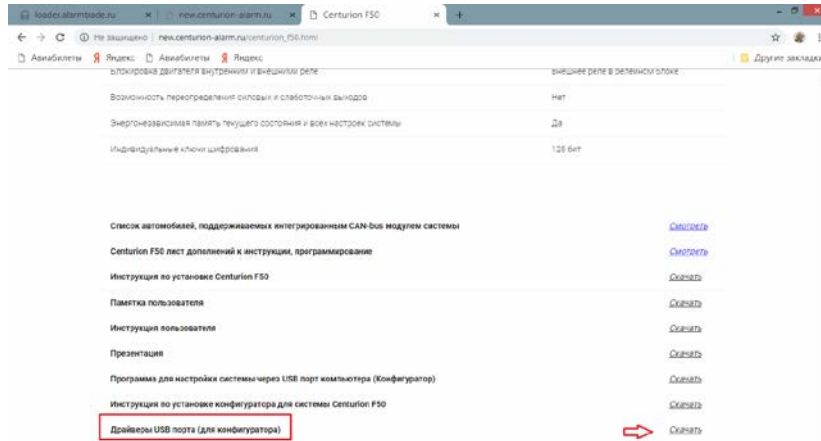 loader.alarmtrade.ru
new.centurion-alarm.ru
Centurion F50
Не защищено | new.centurion-alarm.ru/centurion_f50.html
Авиабилеты Яндекс Авиабилеты Яндекс Другие закладки
Блокировка двигателя внутренним и внешним реле внешнее реле в релейном блоке
Возможность переопределения силовых и слаботочных выходов Нет
Энергонезависимая память текущего состояния и всех настроек системы Да
Индивидуальные ключи шифрования 128 бит
Список автомобилей, поддерживаемых интегрированным CAN-bus модулем системы Смотреть
Centurion F50 лист дополнений к инструкции, программирование Смотреть
Инструкция по установке Centurion F50 Скачать
Памятка пользователя Скачать
Инструкция пользователя Скачать
Презентация Скачать
Программа для настройки системы через USB порт компьютера (Конфигуратор) Скачать
Инструкция по установке конфигуратора для системы Centurion F50 Скачать
Драйверы USB порта (для конфигуратора) Скачать